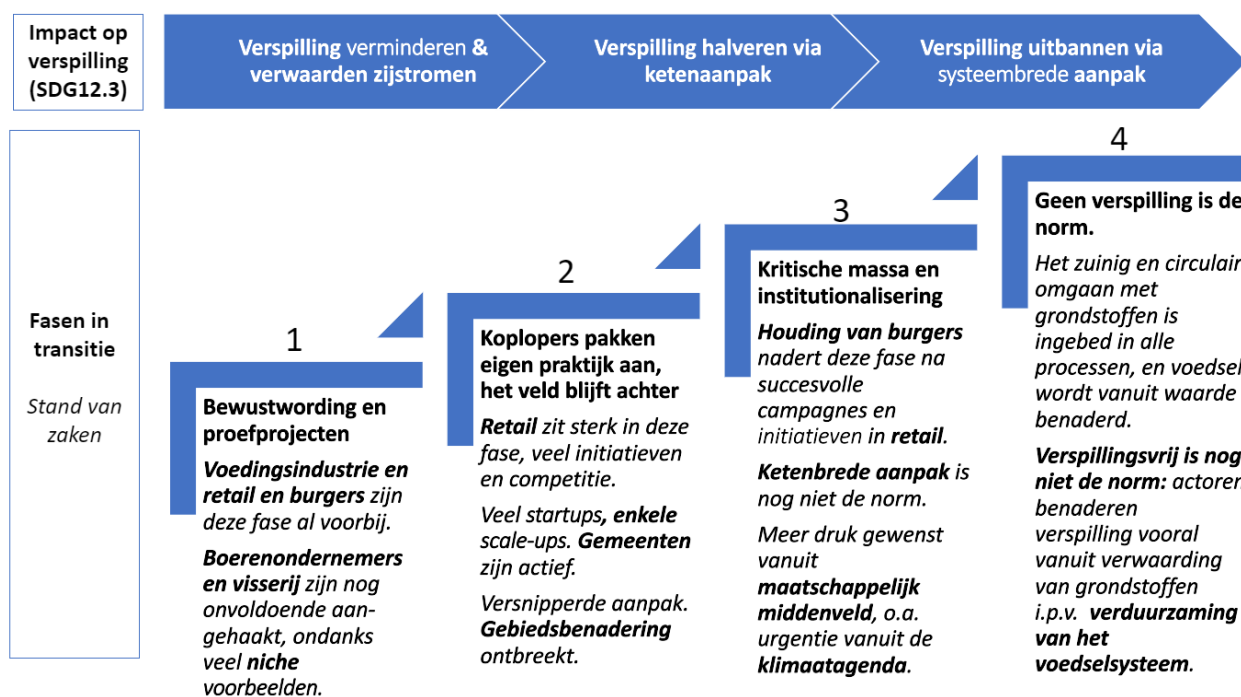 Impact op
verspilling
(SDG12.3)
Verspilling verminderen &
verwaarden zijstromen
Verspilling halveren via
ketenaanpak
Verspilling uitbannen via
systeembrede aanpak
Fasen in
transitie
Stand van
zaken
1
Bewustwording en
proefprojecten
Voedingsindustrie en
retail en burgers zijn
deze fase al voorbij.
Boerenondernemers
en visserij zijn nog
onvoldoende aan-
gehaakt, ondanks
veel niche
voorbeelden.
2
Koplopers pakken
eigen praktijk aan,
het veld blijft achter
Retail zit sterk in deze
fase, veel initiatieven
en competitie.
Veel startups, enkele
scale-ups. Gemeenten
zijn actief.
Versnipperde aanpak.
Gebiedsbenadering
ontbreekt.
3
Kritische massa en
institutionalisering
Houding van burgers
nadert deze fase na
succesvolle
campagnes en
initiatieven in retail.
Ketenbrede aanpak is
nog niet de norm.
Meer druk gewenst
vanuit
maatschappelijk
middenveld, o.a.
urgentie vanuit de
klimaatagenda.
4
Geen verspilling is de
norm.
Het zuinig en circulair
omgaan met
grondstoffen is
ingebed in alle
processen, en voedsel
wordt vanuit waarde
benaderd.
Verspillingsvrij is nog
niet de norm: actoren
benaderen
verspilling vooral
vanuit verwaarding
van grondstoffen
i.p.v. verduurzaming
van het
voedselsysteem.